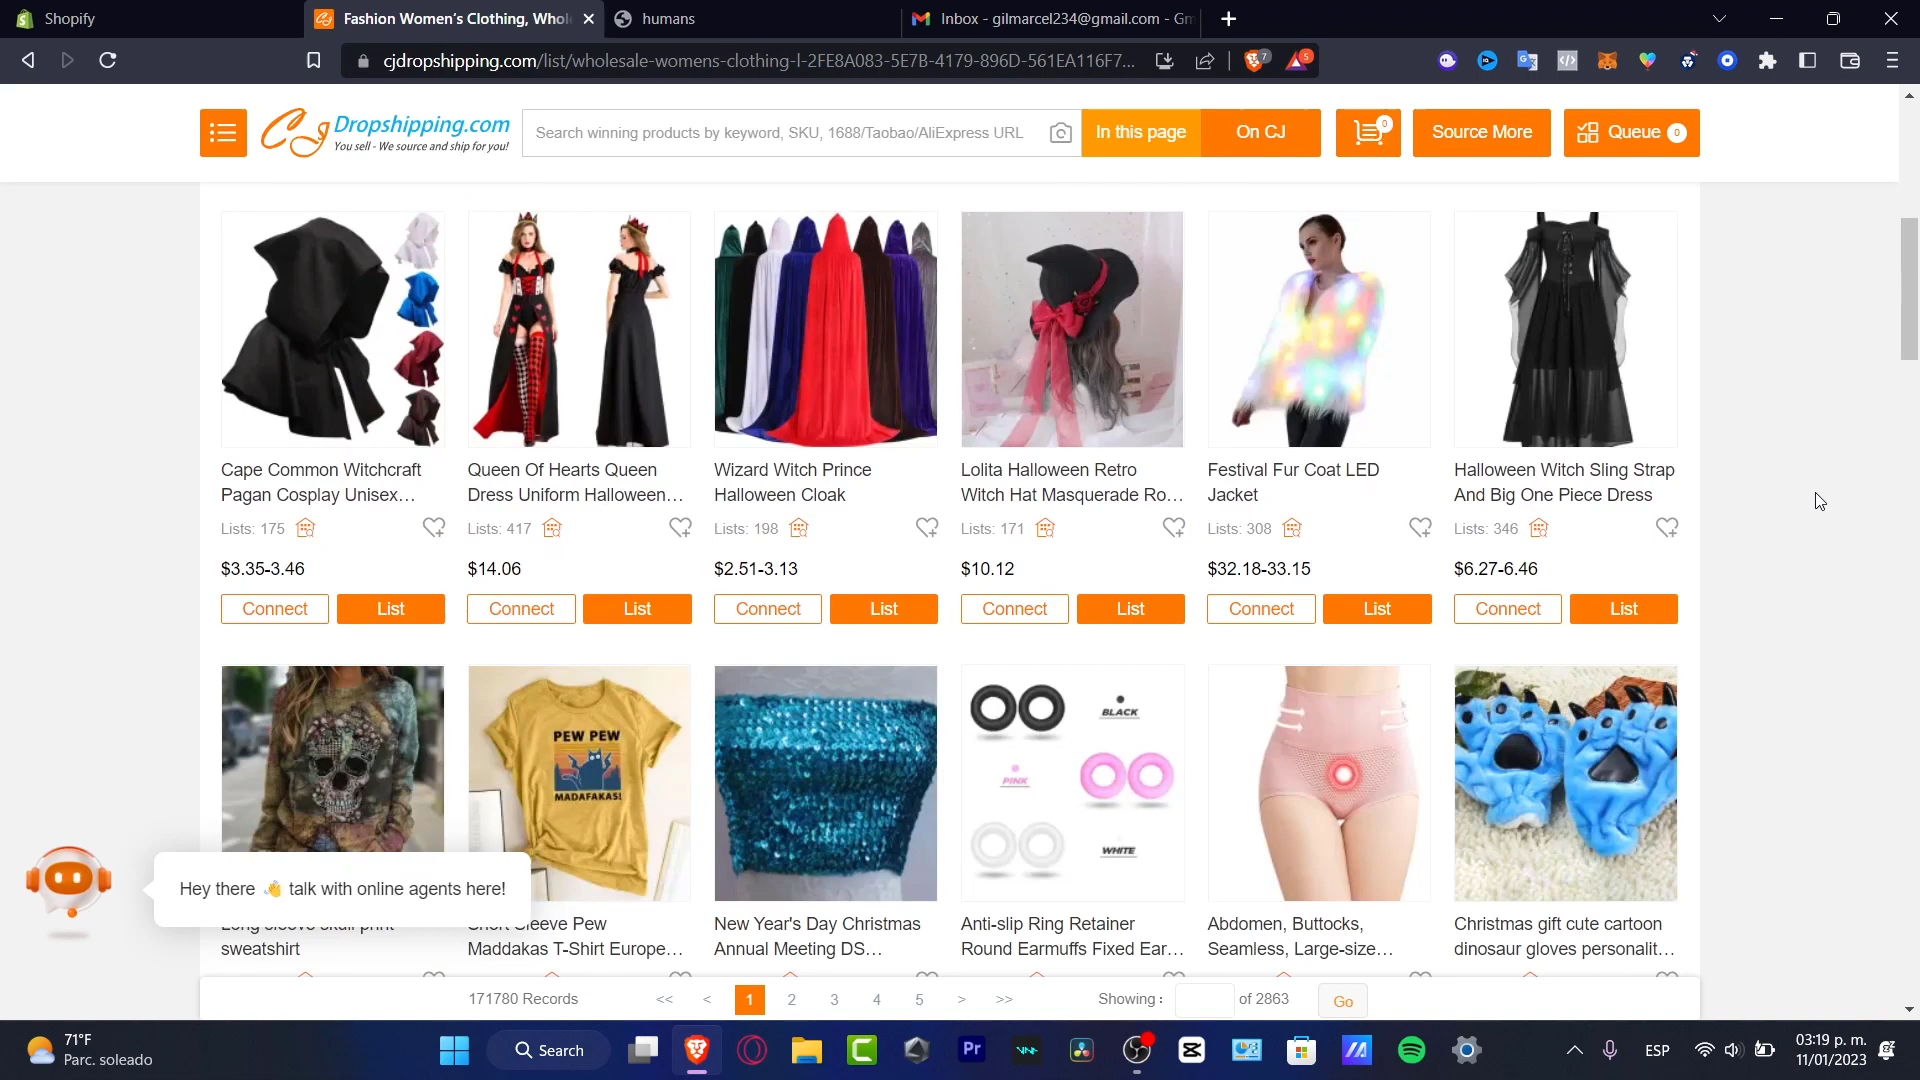 Shopify
Fashion Women's Clothing, Whol
humans
Inbox - gilmarcel234@gmail.com - Gm
cjdropshipping.com/list/wholesale-womens-clothing-l-2FE8A083-5E7B-4179-896D-561EA116F7...
7
5
CJ Dropshipping.com
You sell - We source and ship for you!
Search winning products by keyword, SKU, 1688/Taobao/AliExpress URL
In this page
On CJ
0
Source More
Queue 0
Cape Common Witchcraft
Pagan Cosplay Unisex...
Lists: 175
$3.35-3.46
Connect List
Queen Of Hearts Queen
Dress Uniform Halloween...
Lists: 417
$14.06
Connect List
Wizard Witch Prince
Halloween Cloak
Lists: 198
$2.51-3.13
Connect List
Lolita Halloween Retro
Witch Hat Masquerade Ro...
Lists: 171
$10.12
Connect List
Festival Fur Coat LED
Jacket
Lists: 308
$32.18-33.15
Connect List
Halloween Witch Sling Strap
And Big One Piece Dress
Lists: 346
$6.27-6.46
Connect List
sweatshirt
PEW PEW
MADAFAKAS!
Maddakas T-Shirt Europe...
New Year's Day Christmas
Annual Meeting DS...
BLACK
PINK
WHITE
Anti-slip Ring Retainer
Round Earmuffs Fixed Ear...
Abdomen, Buttocks,
Seamless, Large-size...
Christmas gift cute cartoon
dinosaur gloves personalit...
Hey there 👋 talk with online agents here!
171780 Records
<< < 1 2 3 4 5 > >>
Showing : of 2863
Go
71°F
Parc. soleado
Search
Pr
ESP
03:19 p. m.
11/01/2023